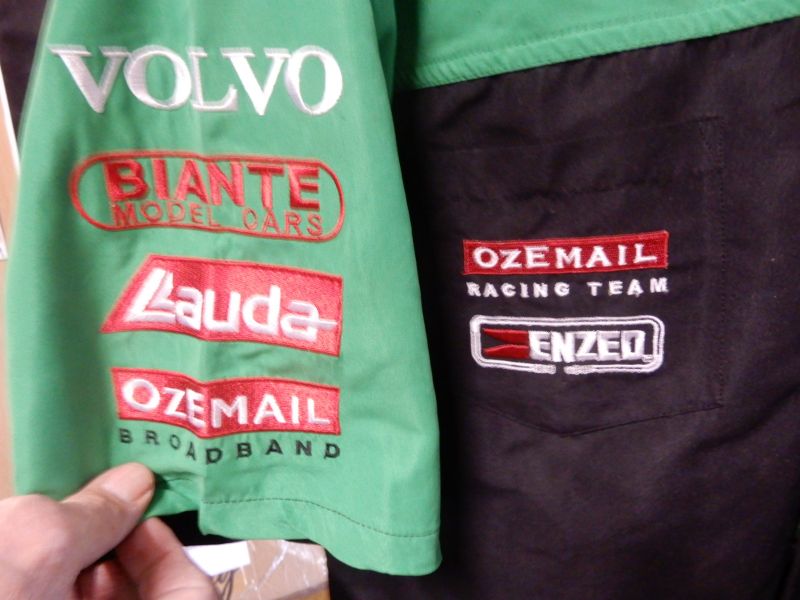 VOLVO
BIANTE
MODEL CARS
Lauda
OZEMAIL
BROADBAND
OZEMAIL
RACING TEAM
ENZED